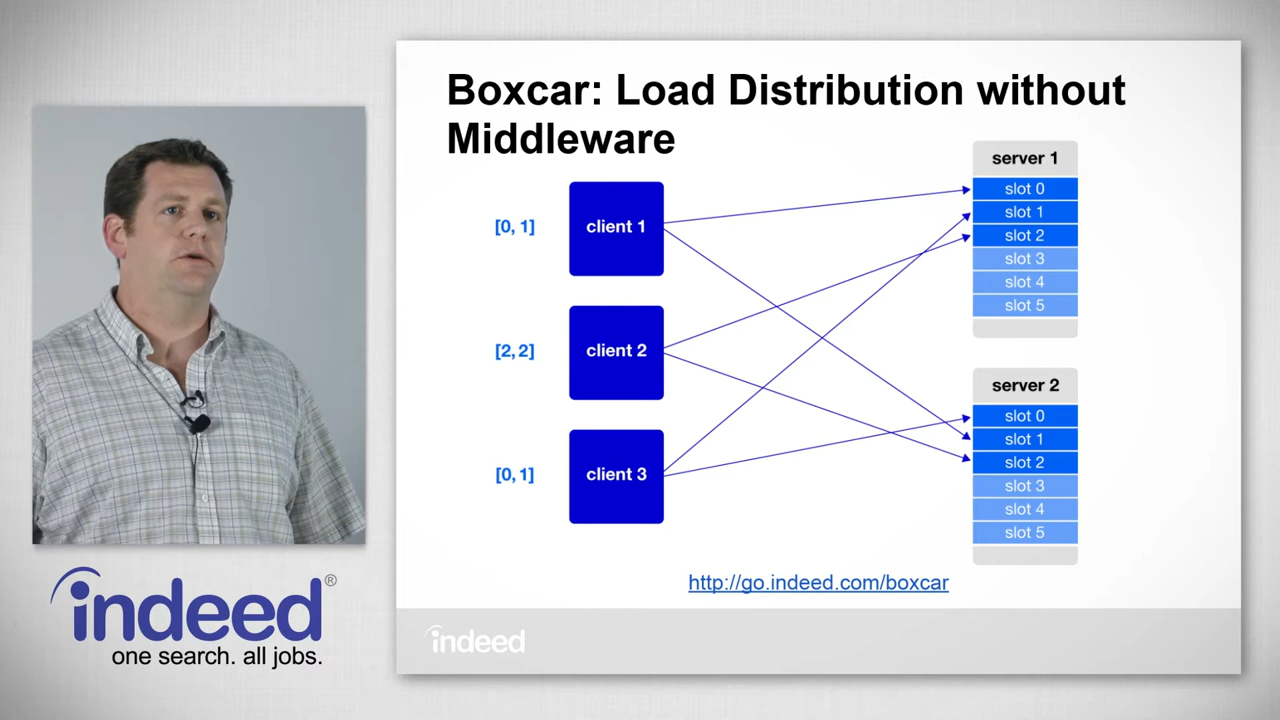 Boxcar: Load Distribution without
Middleware
[0, 1]
client 1
[2, 2]
client 2
[0, 1]
client 3
server 1
slot 0
slot 1
slot 2
slot 3
slot 4
slot 5
server 2
slot 0
slot 1
slot 2
slot 3
slot 4
slot 5
http://go.indeed.com/boxcar
indeed
indeed®
one search. all jobs.